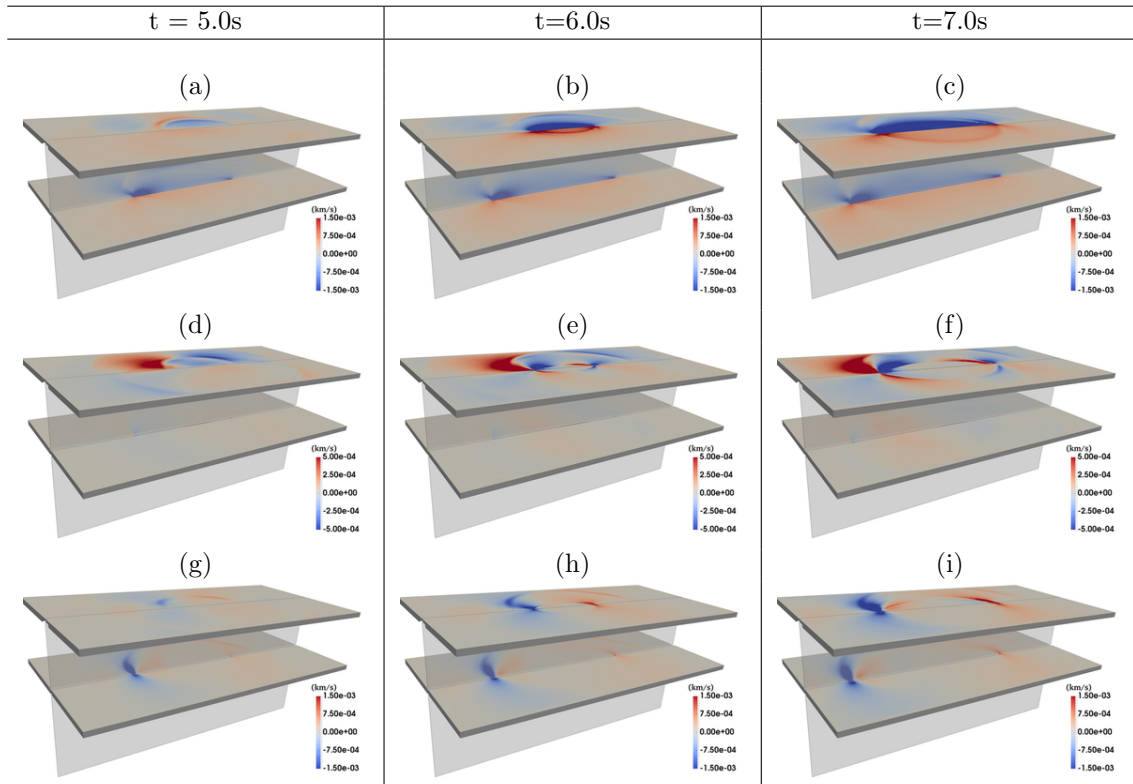 t = 5.0s t=6.0s t=7.0s
(a) (b) (c)
(km/s) (km/s) (km/s)
1.50e-03 1.50e-03 1.50e-03
7.50e-04 7.50e-04 7.50e-04
0.00e+00 0.00e+00 0.00e+00
-7.50e-04 -7.50e-04 -7.50e-04
-1.50e-03 -1.50e-03 -1.50e-03
(d) (e) (f)
(km/s) (km/s) (km/s)
5.00e-04 5.00e-04 5.00e-04
2.50e-04 2.50e-04 2.50e-04
0.00e+00 0.00e+00 0.00e+00
-2.50e-04 -2.50e-04 -2.50e-04
-5.00e-04 -5.00e-04 -5.00e-04
(g) (h) (i)
(km/s) (km/s) (km/s)
1.50e-03 1.50e-03 1.50e-03
7.50e-04 7.50e-04 7.50e-04
0.00e+00 0.00e+00 0.00e+00
-7.50e-04 -7.50e-04 -7.50e-04
-1.50e-03 -1.50e-03 -1.50e-03